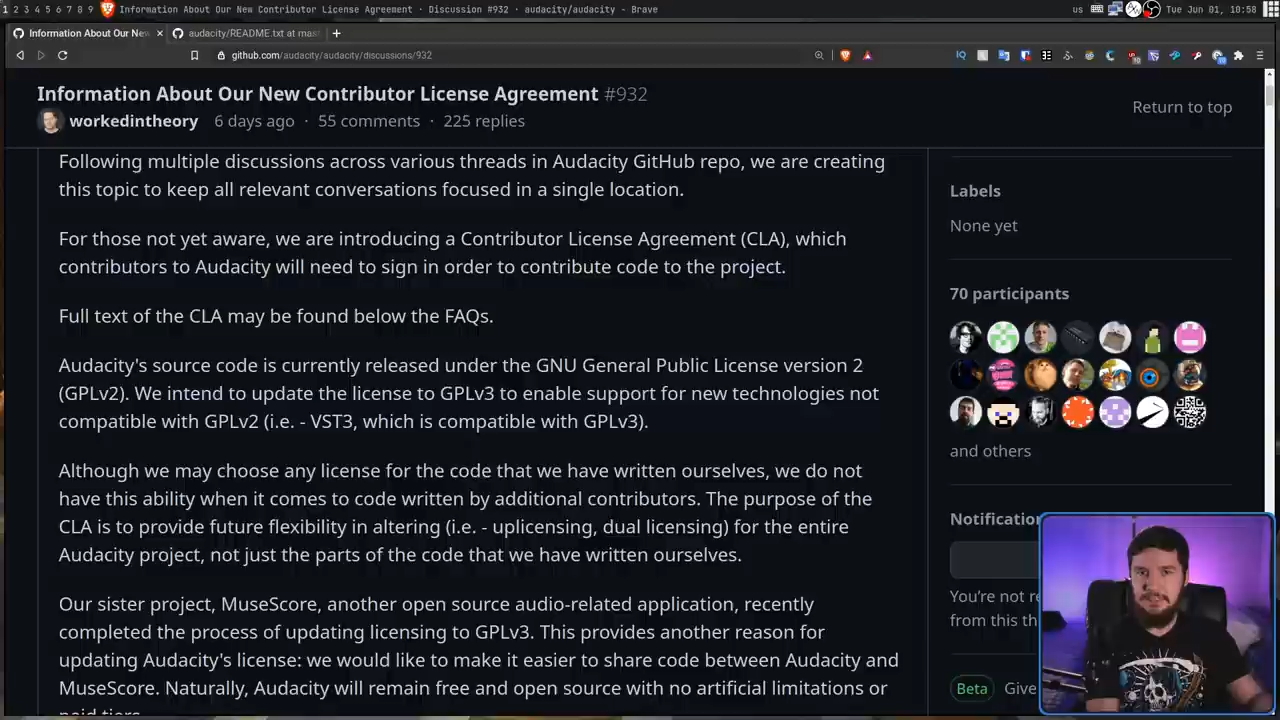 1 2 3 4 5 6 7 8 9 Information About Our New Contributor License Agreement · Discussion #932 · audacity/audacity - Brave us Tue Jun 01, 10:58
Information About Our New audacity/README.txt at mas
github.com/audacity/audacity/discussions/932
Information About Our New Contributor License Agreement #932
workedintheory 6 days ago · 55 comments · 225 replies
Return to top
Following multiple discussions across various threads in Audacity GitHub repo, we are creating
this topic to keep all relevant conversations focused in a single location.
For those not yet aware, we are introducing a Contributor License Agreement (CLA), which
contributors to Audacity will need to sign in order to contribute code to the project.
Full text of the CLA may be found below the FAQs.
Audacity's source code is currently released under the GNU General Public License version 2
(GPLv2). We intend to update the license to GPLv3 to enable support for new technologies not
compatible with GPLv2 (i.e. - VST3, which is compatible with GPLv3).
Although we may choose any license for the code that we have written ourselves, we do not
have this ability when it comes to code written by additional contributors. The purpose of the
CLA is to provide future flexibility in altering (i.e. - uplicensing, dual licensing) for the entire
Audacity project, not just the parts of the code that we have written ourselves.
Our sister project, MuseScore, another open source audio-related application, recently
completed the process of updating licensing to GPLv3. This provides another reason for
updating Audacity's license: we would like to make it easier to share code between Audacity and
MuseScore. Naturally, Audacity will remain free and open source with no artificial limitations or
paid tiers.
Labels
None yet
70 participants
and others
Notification
You're not re
from this th
Beta Give